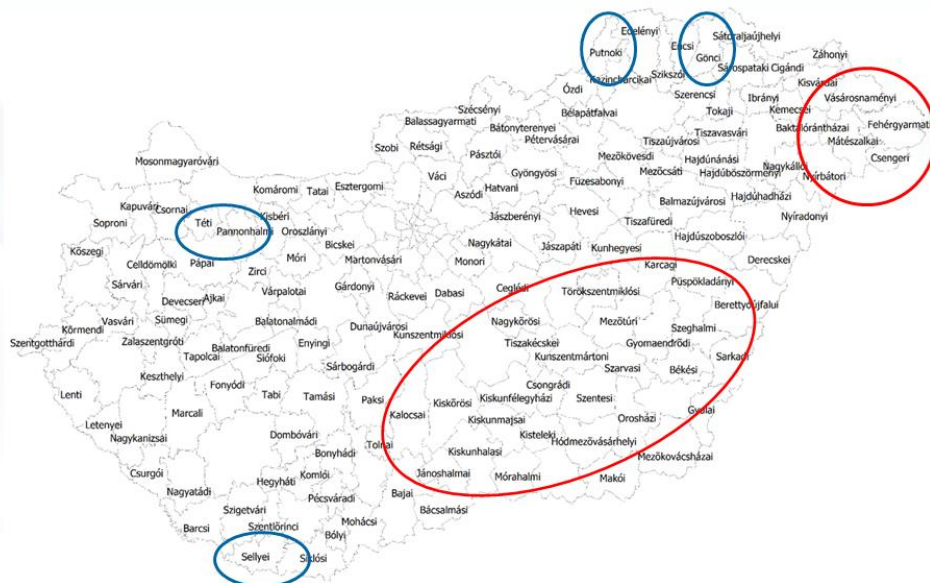 Edelényi
Sátoraljaújhelyi
Putnoki
Encsi
Gönci
Záhonyi
Sárospataki Cigándi
Kazincbarcikai
Szikszói
Kisvárdai
Ózdi
Szerencsi
Ibrányi
Vásárosnaményi
Szécsényi
Bélapátfalvai
Tokaji
Kemecsei
Balassagyarmati
Bátonyterenyei
Tiszavasvári
Baktalórántházai
Fehérgyarmati
Szobi
Rétsági
Pétervásárai
Tiszaújvárosi
Mátészalkai
Pásztói
Mezőkövesdi
Hajdúnánási
Csengeri
Mosonmagyaróvári
Váci
Gyöngyösi
Mezőcsáti
Hajdúböszörményi
Nagykállói
Nyírbátori
Komáromi
Tatai
Esztergomi
Aszódi
Hatvani
Füzesabonyi
Hajdúhadházi
Kapuvári
Csornai
Kisbéri
Jászberényi
Hevesi
Balmazújvárosi
Nyíradonyi
Soproni
Téti
Pannonhalmi
Oroszlányi
Tiszafüredi
Hajdúszoboszlói
Kőszegi
Bicskei
Nagykátai
Jászapáti
Kunhegyesi
Derecskei
Celldömölki
Pápai
Móri
Martonvásári
Monori
Karcagi
Zirci
Püspökladányi
Sárvári
Gárdonyi
Ceglédi
Törökszentmiklósi
Devecseri
Ajkai
Várpalotai
Ráckevei
Dabasi
Berettyóújfalui
Körmendi
Vasvári
Sümegi
Balatonalmádi
Dunaújvárosi
Nagykőrösi
Mezőtúri
Szeghalmi
Szentgotthárdi
Zalaszentgróti
Balatonfüredi
Enyingi
Kunszentmiklósi
Tiszakécskei
Gyomaendrődi
Tapolcai
Siófoki
Kunszentmártoni
Sarkadi
Keszthelyi
Sárbogárdi
Szarvasi
Békési
Lenti
Fonyódi
Tabi
Tamási
Paksi
Csongrádi
Kiskőrösi
Kiskunfélegyházi
Szentesi
Letenyei
Marcali
Kalocsai
Kiskunmajsai
Orosházi
Gyulai
Nagykanizsai
Dombóvári
Tolnai
Kisteleki
Hódmezővásárhelyi
Bonyhádi
Kiskunhalasi
Mezőkovácsházai
Csurgói
Hegyháti
Komlói
Jánoshalmai
Mórahalmi
Makói
Nagyatádi
Pécsváradi
Bajai
Bácsalmási
Szigetvári
Barcsi
Szentlőrinci
Mohácsi
Bólyi
Sellyei
Siklósi